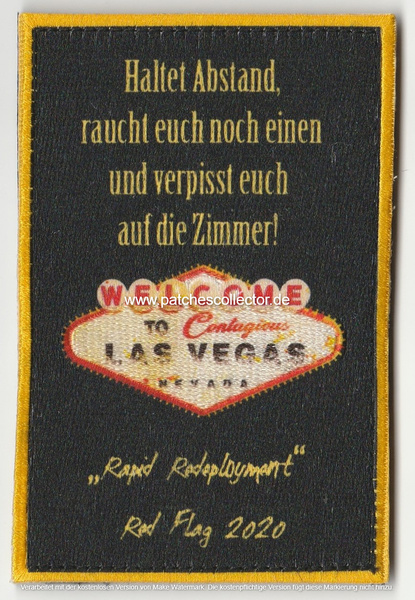 Haltet Abstand,
raucht euch noch einen
und verpisst euch
auf die Zimmer!
WELCOME
www.patchescollector.de
TO Contagious
LAS VEGAS
NEVADA
„Rapid Redeployment“
Red Flag 2020
Verarbeitet mit der kostenlosen Version von Make Watermark. Die kostenpflichtige Version fügt diese Markierung nicht hinzu